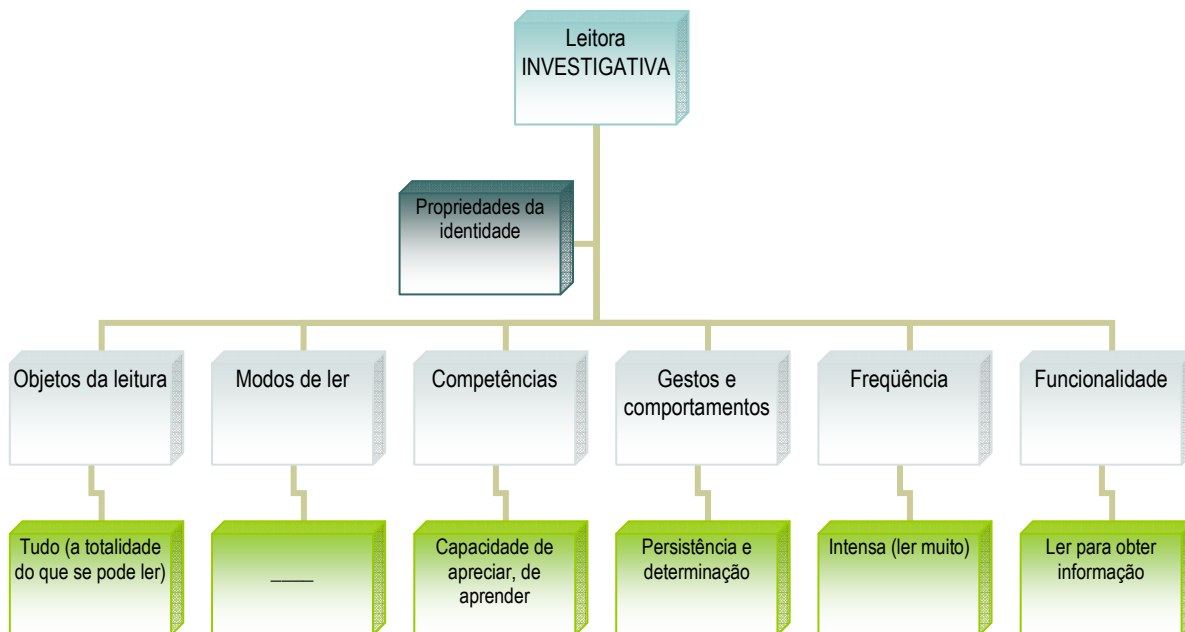 Leitora
INVESTIGATIVA
Propriedades da
identidade
Objetos da leitura
Modos de ler
Competências
Gestos e
comportamentos
Freqüência
Funcionalidade
Tudo (a totalidade
do que se pode ler)
____
Capacidade de
apreciar, de
aprender
Persistência e
determinação
Intensa (ler muito)
Ler para obter
informação